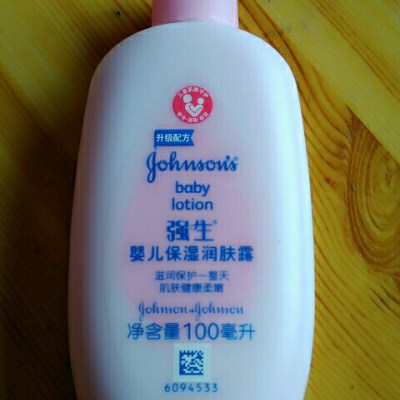 升级配方
Johnson's®
baby
lotion
强生®
婴儿保湿润肤露
滋润保护一整天
肌肤健康柔嫩
Johnson+Johnson
净含量100毫升
6094533